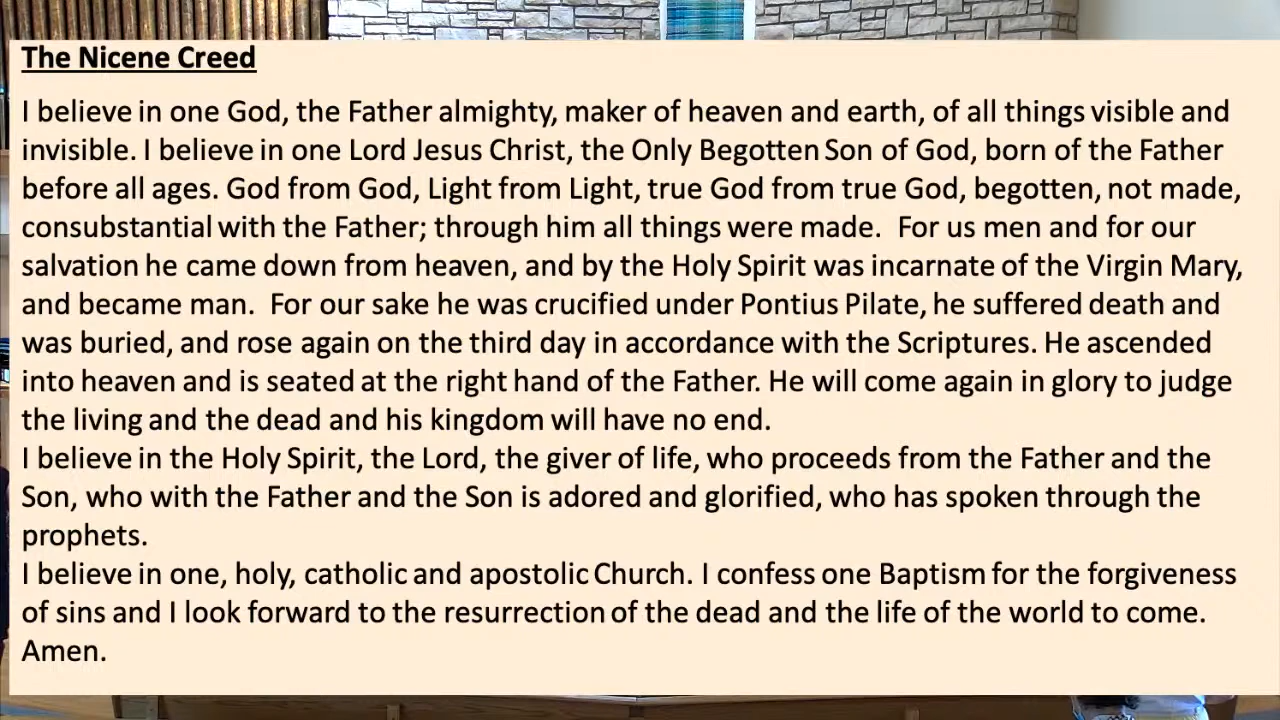 The Nicene Creed
I believe in one God, the Father almighty, maker of heaven and earth, of all things visible and
invisible. I believe in one Lord Jesus Christ, the Only Begotten Son of God, born of the Father
before all ages. God from God, Light from Light, true God from true God, begotten, not made,
consubstantial with the Father; through him all things were made.  For us men and for our
salvation he came down from heaven, and by the Holy Spirit was incarnate of the Virgin Mary,
and became man.  For our sake he was crucified under Pontius Pilate, he suffered death and
was buried, and rose again on the third day in accordance with the Scriptures. He ascended
into heaven and is seated at the right hand of the Father. He will come again in glory to judge
the living and the dead and his kingdom will have no end.
I believe in the Holy Spirit, the Lord, the giver of life, who proceeds from the Father and the
Son, who with the Father and the Son is adored and glorified, who has spoken through the
prophets.
I believe in one, holy, catholic and apostolic Church. I confess one Baptism for the forgiveness
of sins and I look forward to the resurrection of the dead and the life of the world to come.
Amen.